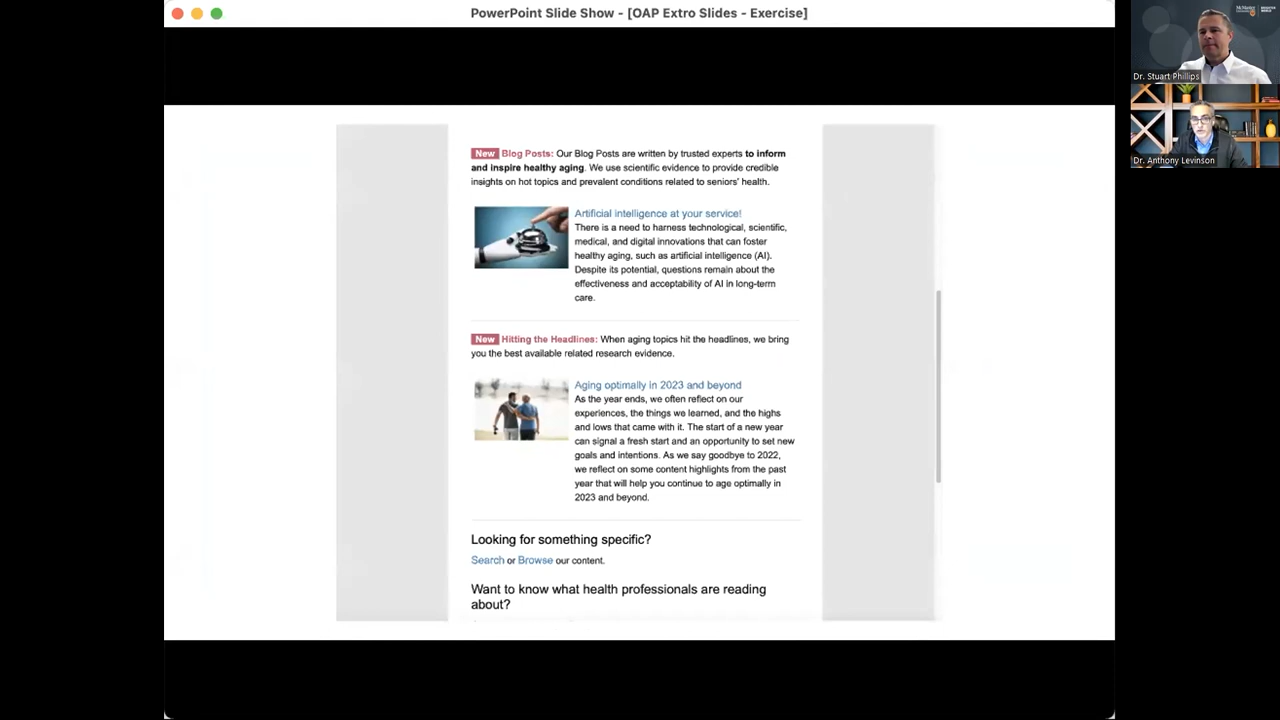 PowerPoint Slide Show - [OAP Extro Slides - Exercise]
New Blog Posts: Our Blog Posts are written by trusted experts to inform
and inspire healthy aging. We use scientific evidence to provide credible
insights on hot topics and prevalent conditions related to seniors' health.
Artificial intelligence at your service!
There is a need to harness technological, scientific,
medical, and digital innovations that can foster
healthy aging, such as artificial intelligence (AI).
Despite its potential, questions remain about the
effectiveness and acceptability of AI in long-term
care.
New Hitting the Headlines: When aging topics hit the headlines, we bring
you the best available related research evidence.
Aging optimally in 2023 and beyond
As the year ends, we often reflect on our
experiences, the things we learned, and the highs
and lows that came with it. The start of a new year
can signal a fresh start and an opportunity to set new
goals and intentions. As we say goodbye to 2022,
we reflect on some content highlights from the past
year that will help you continue to age optimally in
2023 and beyond.
Looking for something specific?
Search or Browse our content.
Want to know what health professionals are reading
about?
Dr. Stuart Phillips
Dr. Anthony Levinson